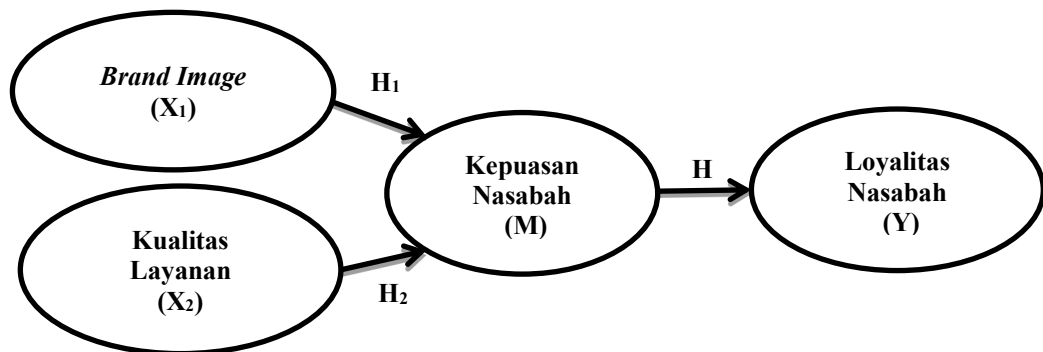 Brand Image
(X₁)
H₁
Kepuasan
Nasabah
(M)
H
Loyalitas
Nasabah
(Y)
Kualitas
Layanan
(X₂)
H₂